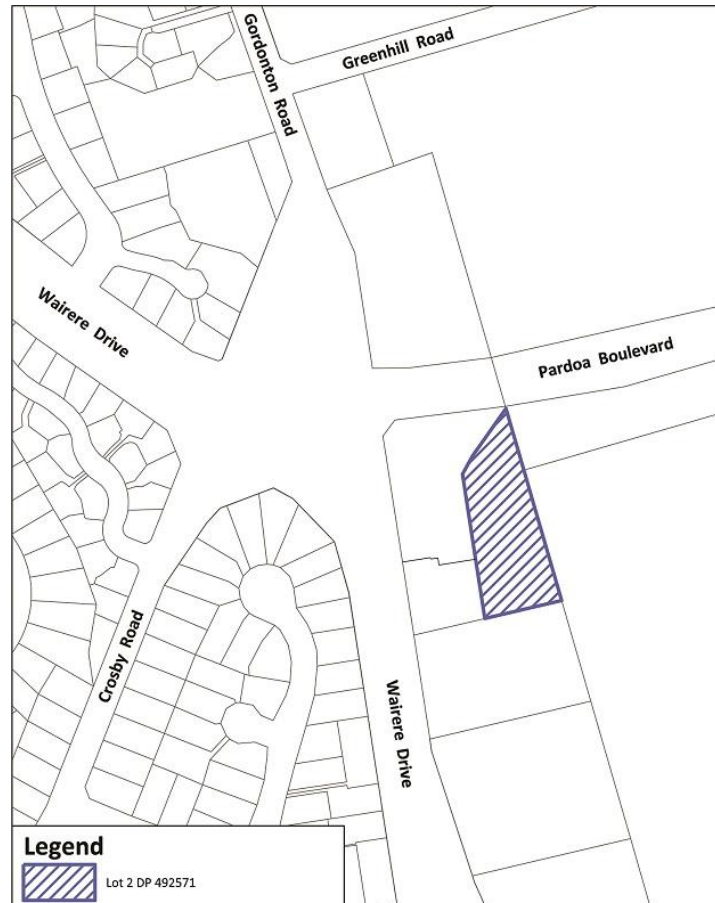 Gordonton Road
Greenhill Road
Wairere Drive
Pardoa Boulevard
Crosby Road
Wairere Drive
Legend
Lot 2 DP 492571